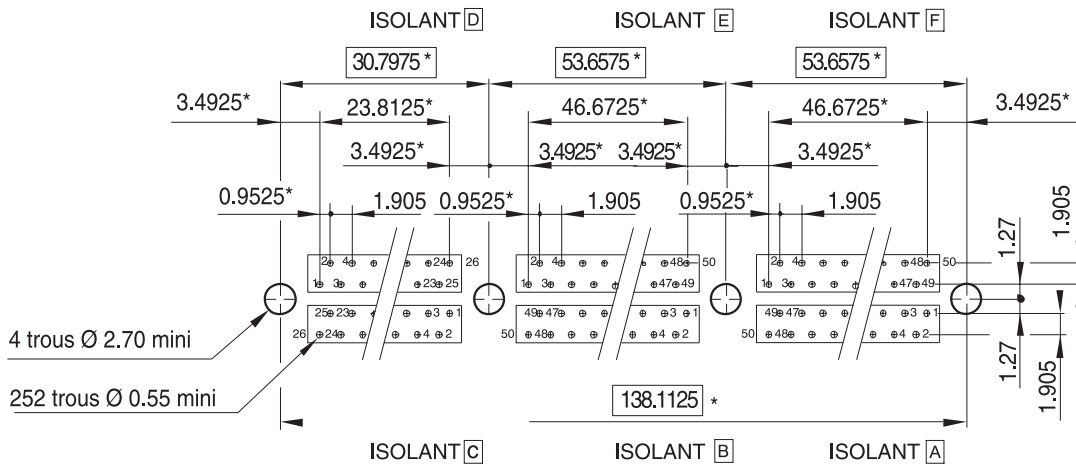 ISOLANT D ISOLANT E ISOLANT F
30.7975 * 53.6575 * 53.6575 *
3.4925* 23.8125* 46.6725* 46.6725* 3.4925*
3.4925* 3.4925* 3.4925* 3.4925*
0.9525* 1.905 0.9525* 1.905 0.9525* 1.905
1.27 1.905
2 4 24 26 2 4 48 50 2 4 48 50
1 3 23 25 1 3 47 49 1 3 47 49
25 23 3 1 49 47 3 1 49 47 3 1
26 24 4 2 50 48 4 2 50 48 4 2
4 trous Ø 2.70 mini
1.27 1.905
252 trous Ø 0.55 mini
138.1125 *
ISOLANT C ISOLANT B ISOLANT A